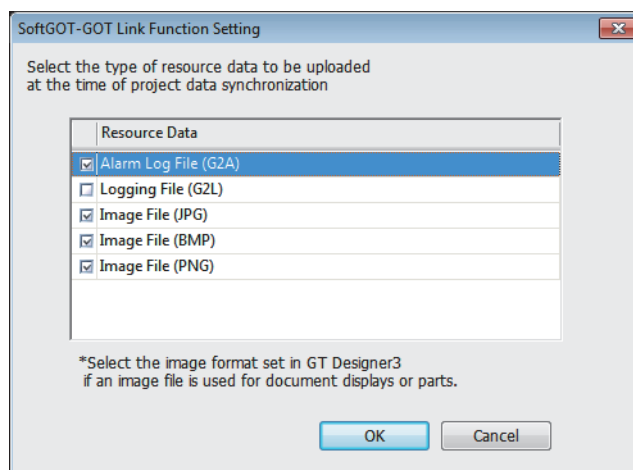 SoftGOT-GOT Link Function Setting
Select the type of resource data to be uploaded
at the time of project data synchronization
Resource Data
Alarm Log File (G2A)
Logging File (G2L)
Image File (JPG)
Image File (BMP)
Image File (PNG)
*Select the image format set in GT Designer3
if an image file is used for document displays or parts.
OK
Cancel